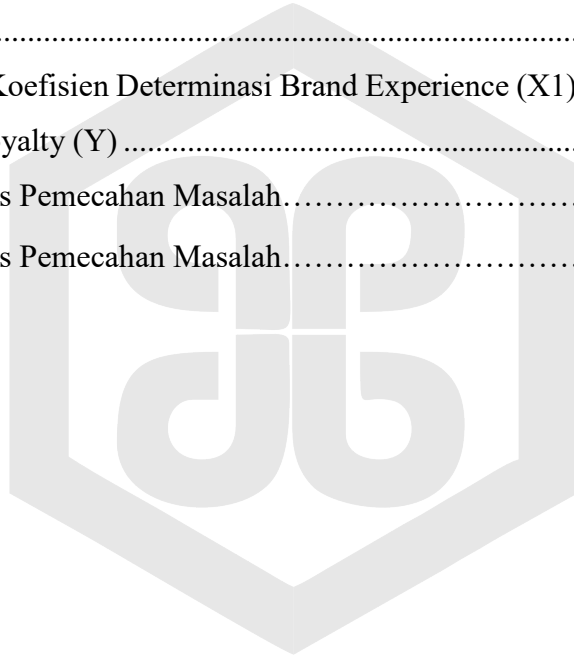 ................................................................................
Koefisien Determinasi Brand Experience (X1)
yalty (Y) ..............................................................
s Pemecahan Masalah……………………………
s Pemecahan Masalah……………………………